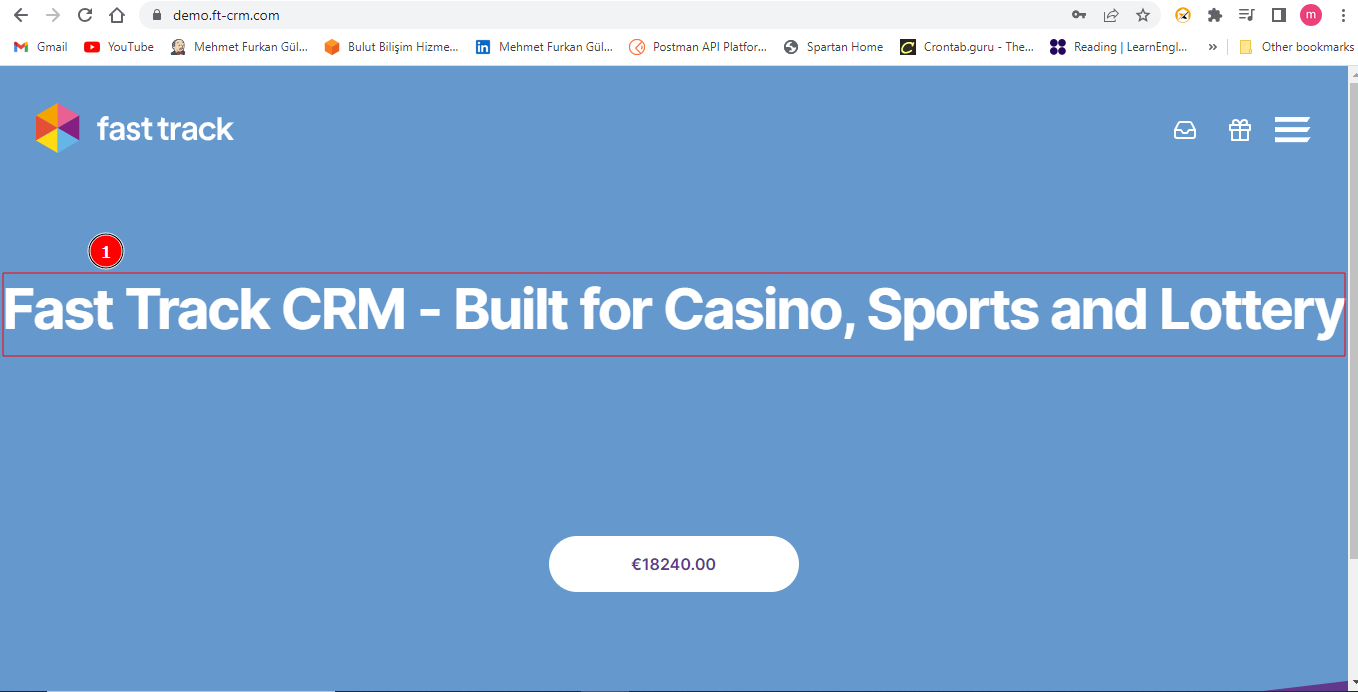 demo.ft-crm.com
m
Gmail YouTube Mehmet Furkan Gül... Bulut Bilişim Hizme... Mehmet Furkan Gül... Postman API Platfor... Spartan Home Crontab.guru - The... Reading | LearnEngl... » Other bookmarks
fast track
1
Fast Track CRM - Built for Casino, Sports and Lottery
€18240.00